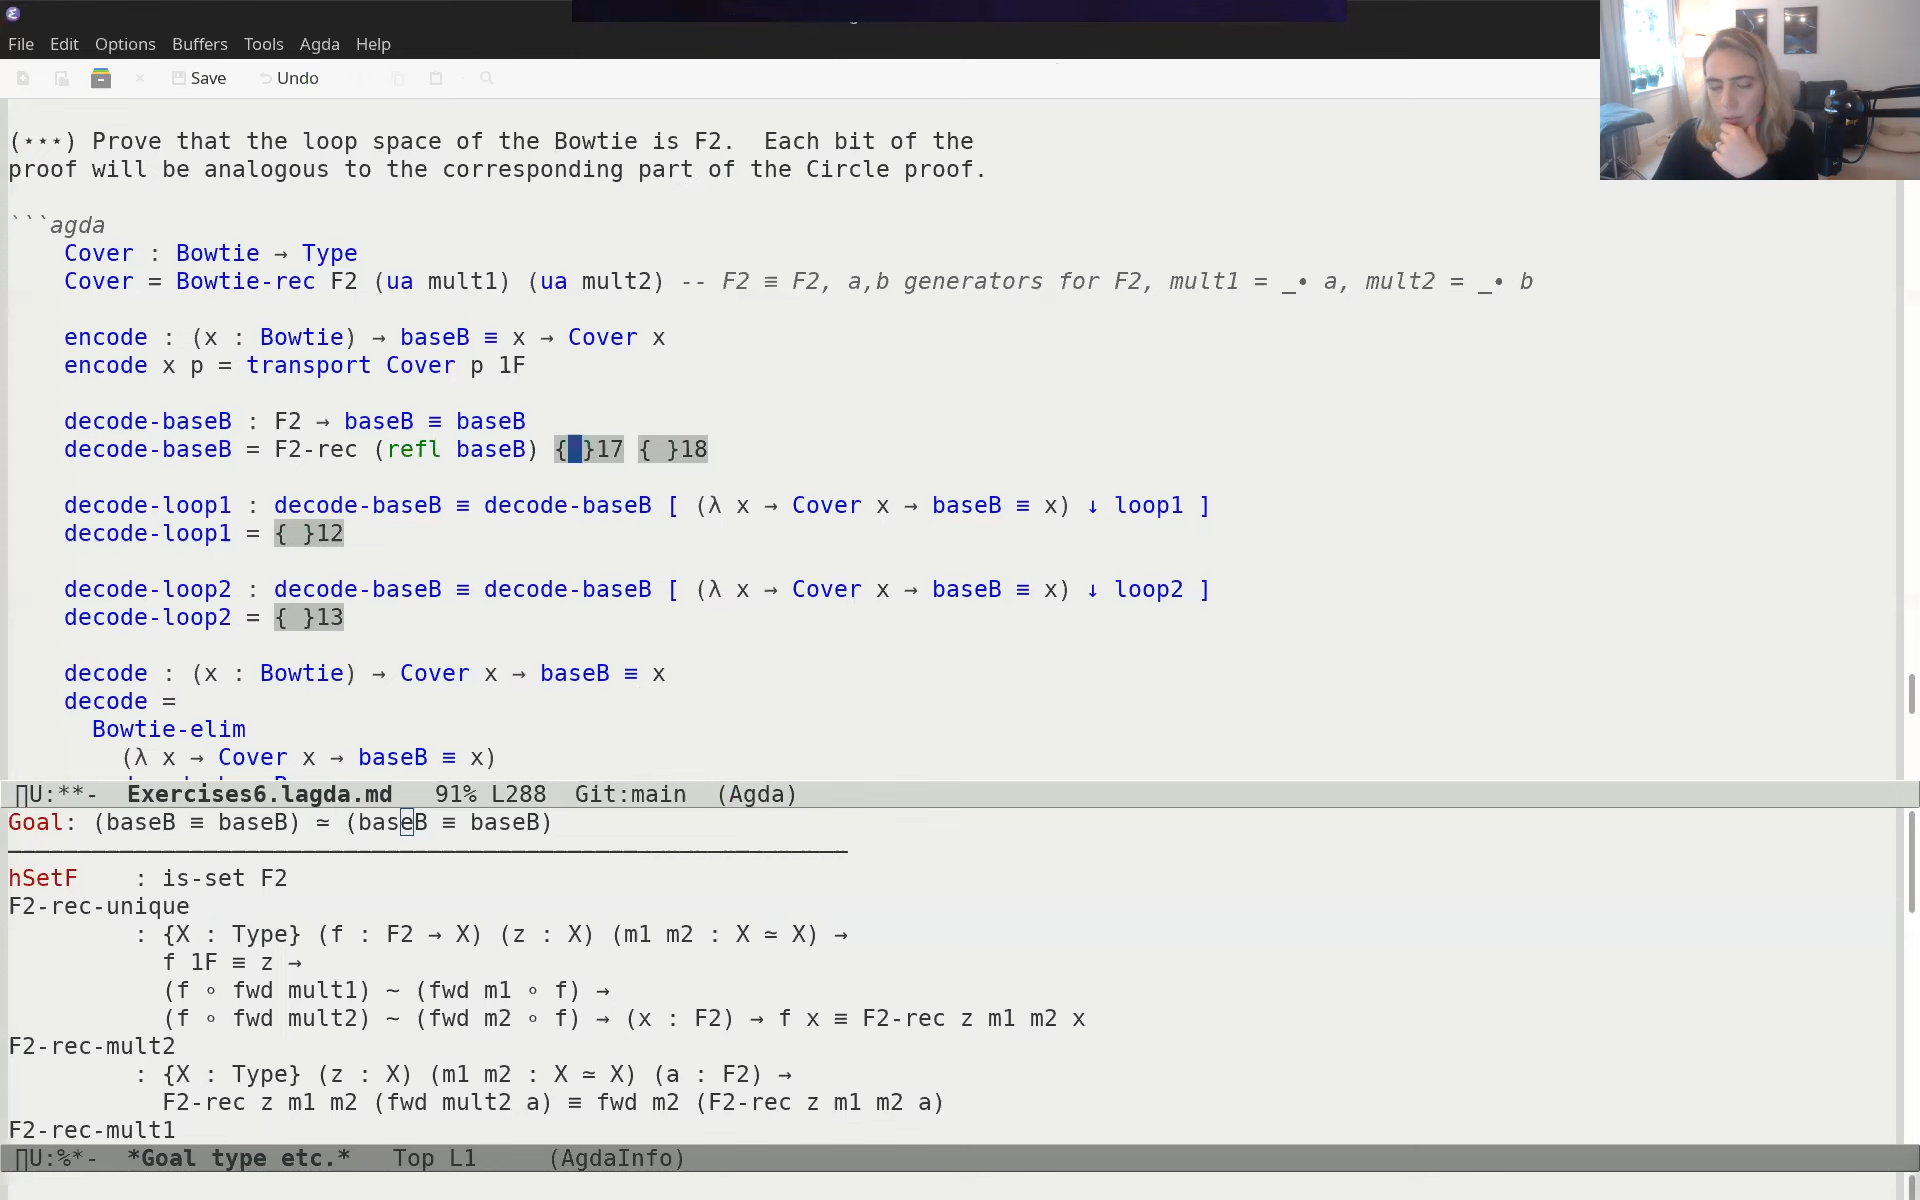 File Edit Options Buffers Tools Agda Help
Save Undo
(⋆⋆⋆) Prove that the loop space of the Bowtie is F2.  Each bit of the
proof will be analogous to the corresponding part of the Circle proof.
```agda
Cover : Bowtie → Type
Cover = Bowtie-rec F2 (ua mult1) (ua mult2) -- F2 ≡ F2, a,b generators for F2, mult1 = _∙ a, mult2 = _∙ b
encode : (x : Bowtie) → baseB ≡ x → Cover x
encode x p = transport Cover p 1F
decode-baseB : F2 → baseB ≡ baseB
decode-baseB = F2-rec (refl baseB) { }17 { }18
decode-loop1 : decode-baseB ≡ decode-baseB [ (λ x → Cover x → baseB ≡ x) ↓ loop1 ]
decode-loop1 = { }12
decode-loop2 : decode-baseB ≡ decode-baseB [ (λ x → Cover x → baseB ≡ x) ↓ loop2 ]
decode-loop2 = { }13
decode : (x : Bowtie) → Cover x → baseB ≡ x
decode =
Bowtie-elim
(λ x → Cover x → baseB ≡ x)
∏U:**-  Exercises6.lagda.md   91% L288  Git:main  (Agda)
Goal: (baseB ≡ baseB) ≃ (baseB ≡ baseB)
hSetF    : is-set F2
F2-rec-unique
: {X : Type} (f : F2 → X) (z : X) (m1 m2 : X ≃ X) →
f 1F ≡ z →
(f ∘ fwd mult1) ∼ (fwd m1 ∘ f) →
(f ∘ fwd mult2) ∼ (fwd m2 ∘ f) → (x : F2) → f x ≡ F2-rec z m1 m2 x
F2-rec-mult2
: {X : Type} (z : X) (m1 m2 : X ≃ X) (a : F2) →
F2-rec z m1 m2 (fwd mult2 a) ≡ fwd m2 (F2-rec z m1 m2 a)
F2-rec-mult1
∏U:%*-  *Goal type etc.*   Top L1     (AgdaInfo)